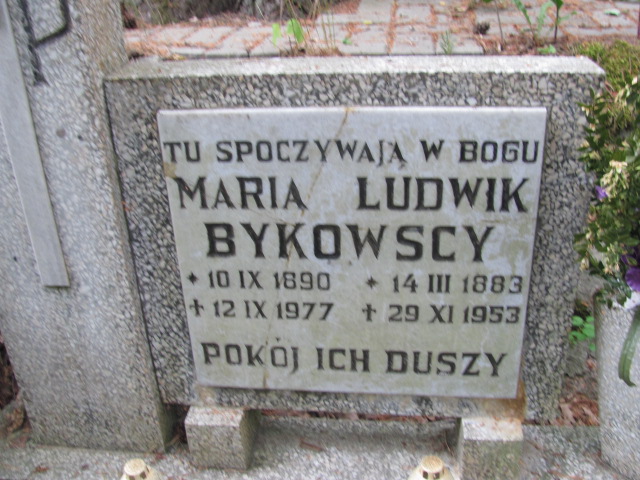 TU SPOCZYWAJĄ W BOGU
MARIA LUDWIK
BYKOWSCY
* 10 IX 1890 * 14 III 1883
+ 12 IX 1977 + 29 XI 1953
POKÓJ ICH DUSZY